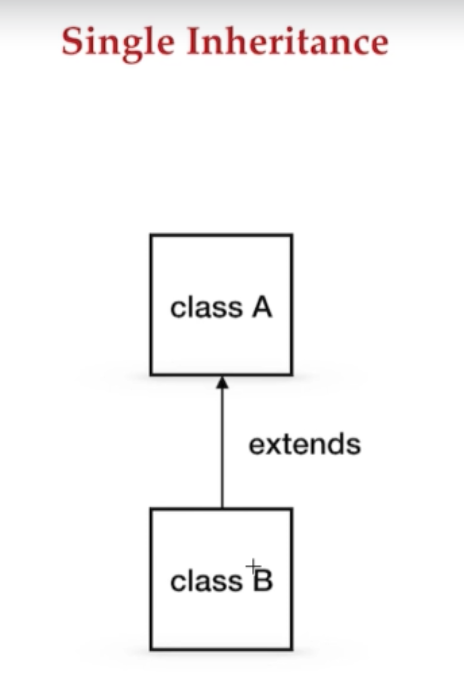 Single Inheritance
class A
extends
class B